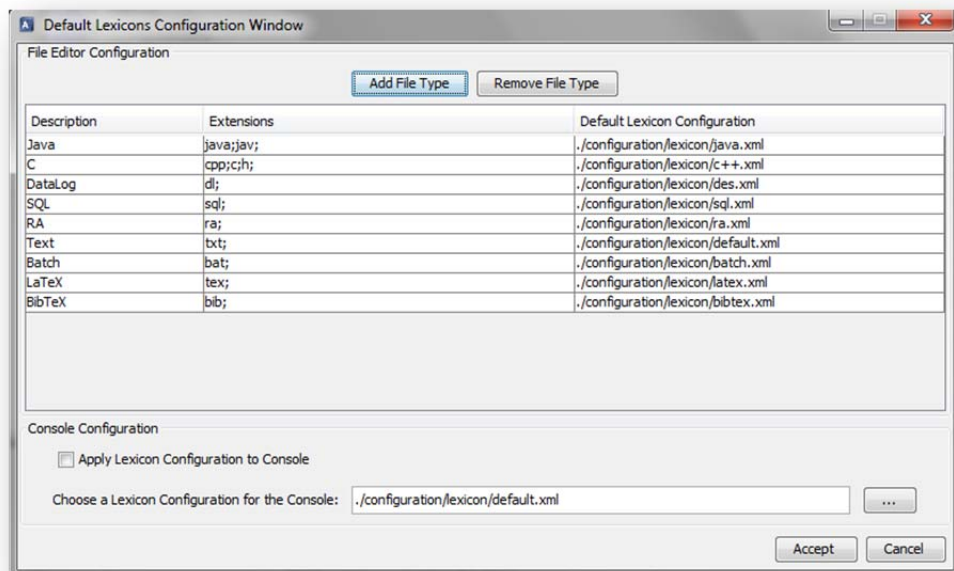 Default Lexicons Configuration Window
File Editor Configuration
Add File Type Remove File Type
Description Extensions Default Lexicon Configuration
Java java;jav; ./configuration/lexicon/java.xml
C cpp;c;h; ./configuration/lexicon/c++.xml
DataLog dl; ./configuration/lexicon/des.xml
SQL sql; ./configuration/lexicon/sql.xml
RA ra; ./configuration/lexicon/ra.xml
Text txt; ./configuration/lexicon/default.xml
Batch bat; ./configuration/lexicon/batch.xml
LaTeX tex; ./configuration/lexicon/latex.xml
BibTeX bib; ./configuration/lexicon/bibtex.xml
Console Configuration
Apply Lexicon Configuration to Console
Choose a Lexicon Configuration for the Console: ./configuration/lexicon/default.xml ...
Accept Cancel